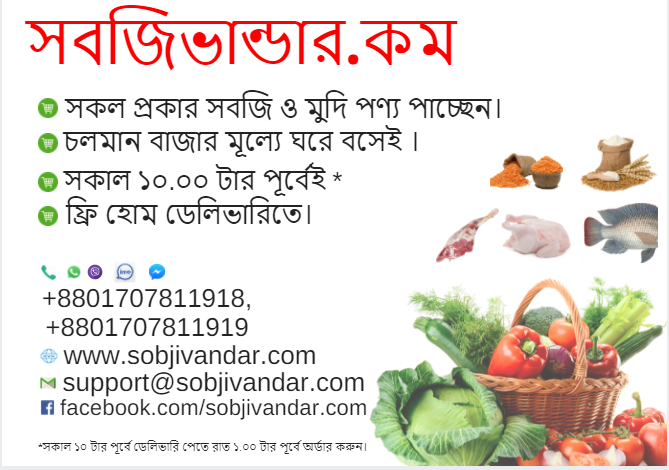 সবজিভান্ডার.কম
সকল প্রকার সবজি ও মুদি পণ্য পাচ্ছেন।
চলমান বাজার মূল্যে ঘরে বসেই ।
সকাল ১০.০০ টার পূর্বেই *
ফ্রি হোম ডেলিভারিতে।
imo
+8801707811918,
+8801707811919
www.sobjivandar.com
support@sobjivandar.com
facebook.com/sobjivandar.com
*সকাল ১০ টার পূর্বে ডেলিভারি পেতে রাত ১.০০ টার পূর্বে অর্ডার করুন।